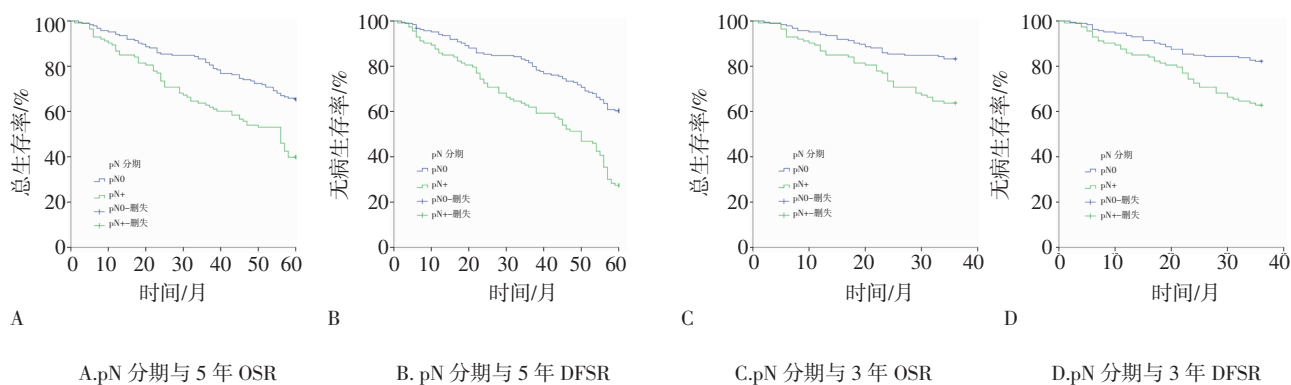 100
80
60
40
20
0
总生存率/%
pN 分期
pN0
pN+
pN0-删失
pN+-删失
0 10 20 30 40 50 60
时间/月
A
100
80
60
40
20
0
无病生存率/%
pN 分期
pN0
pN+
pN0-删失
pN+-删失
0 10 20 30 40 50 60
时间/月
B
100
80
60
40
20
0
总生存率/%
pN 分期
pN0
pN+
pN0-删失
pN+-删失
0 10 20 30 40
时间/月
C
100
80
60
40
20
0
无病生存率/%
pN 分期
pN0
pN+
pN0-删失
pN+-删失
0 10 20 30 40
时间/月
D
A.pN 分期与 5 年 OSR
B. pN 分期与 5 年 DFSR
C.pN 分期与 3 年 OSR
D.pN 分期与 3 年 DFSR